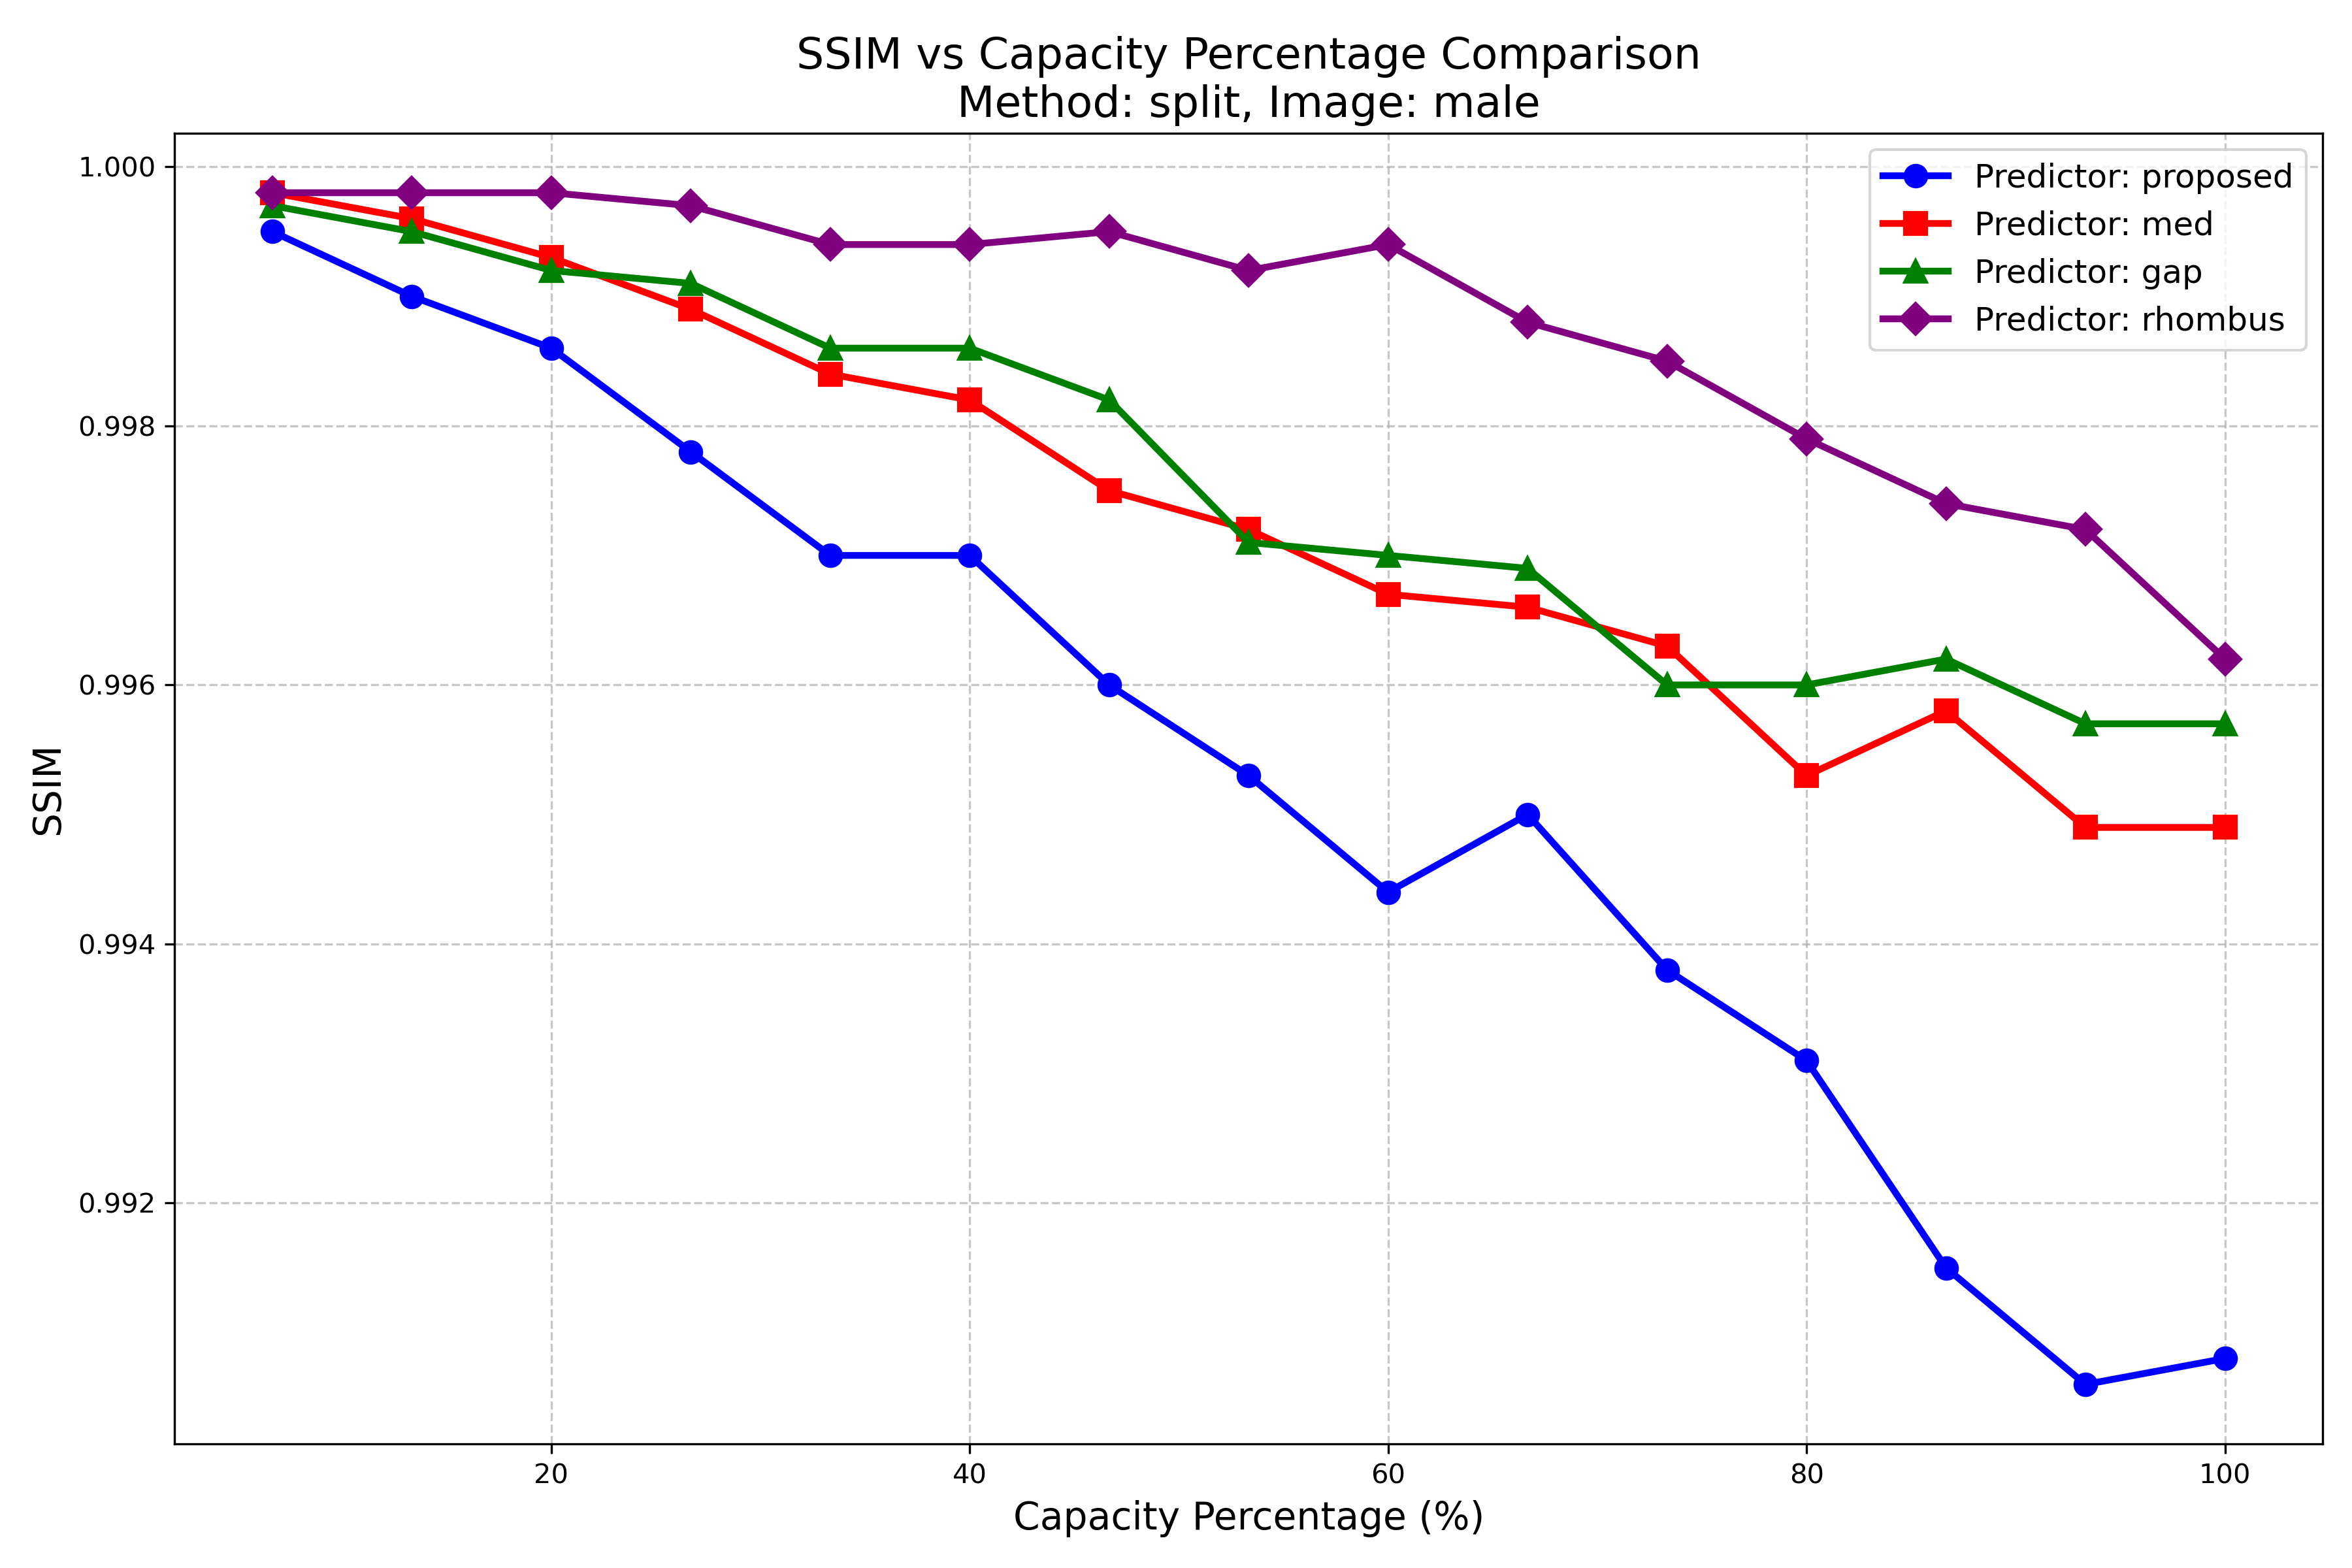 SSIM vs Capacity Percentage Comparison
Method: split, Image: male
Predictor: proposed
Predictor: med
Predictor: gap
Predictor: rhombus
1.000
0.998
0.996
0.994
0.992
SSIM
20 40 60 80 100
Capacity Percentage (%)